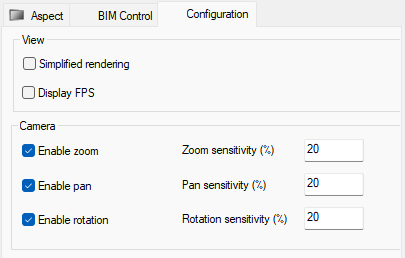 Aspect BIM Control Configuration
View
Simplified rendering
Display FPS
Camera
Enable zoom Zoom sensitivity (%) 20
Enable pan Pan sensitivity (%) 20
Enable rotation Rotation sensitivity (%) 20